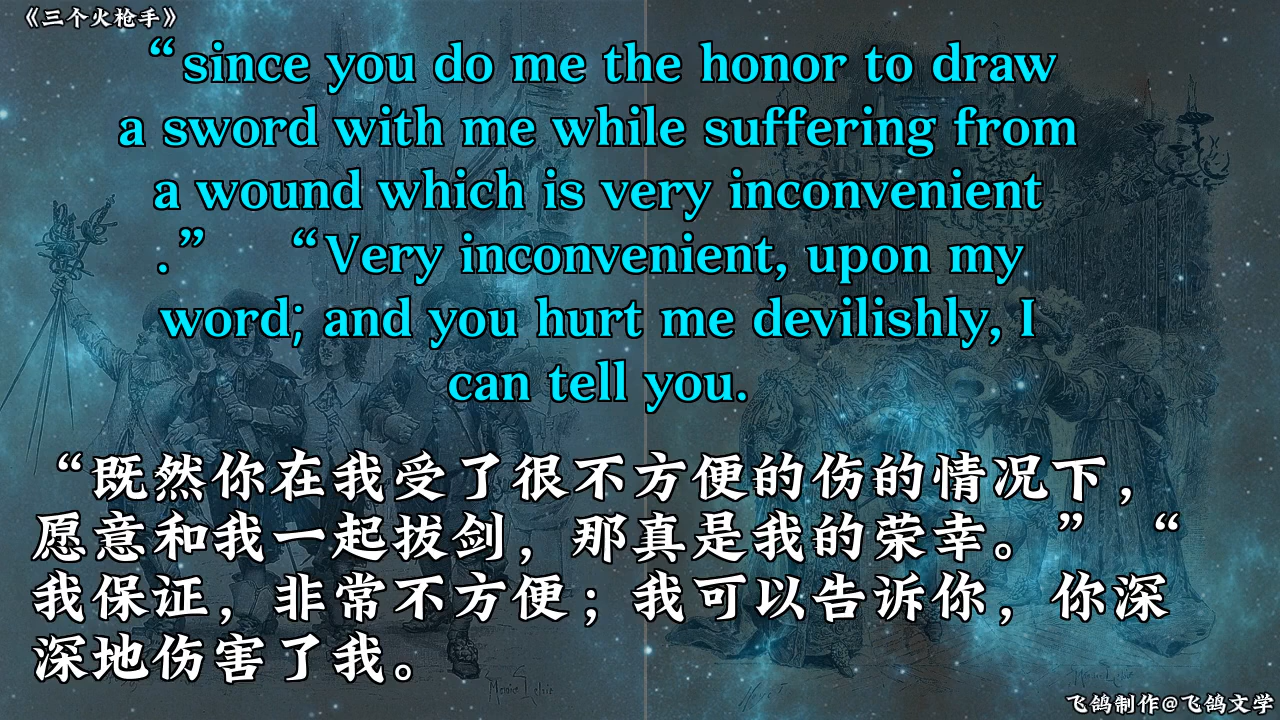 《三个火枪手》
“since you do me the honor to draw
a sword with me while suffering from
a wound which is very inconvenient
.” “Very inconvenient, upon my
word; and you hurt me devilishly, I
can tell you.
“既然你在我受了很不方便的伤的情况下，
愿意和我一起拔剑，那真是我的荣幸。” “
我保证，非常不方便；我可以告诉你，你深
深地伤害了我。
飞鸽制作@飞鸽文学